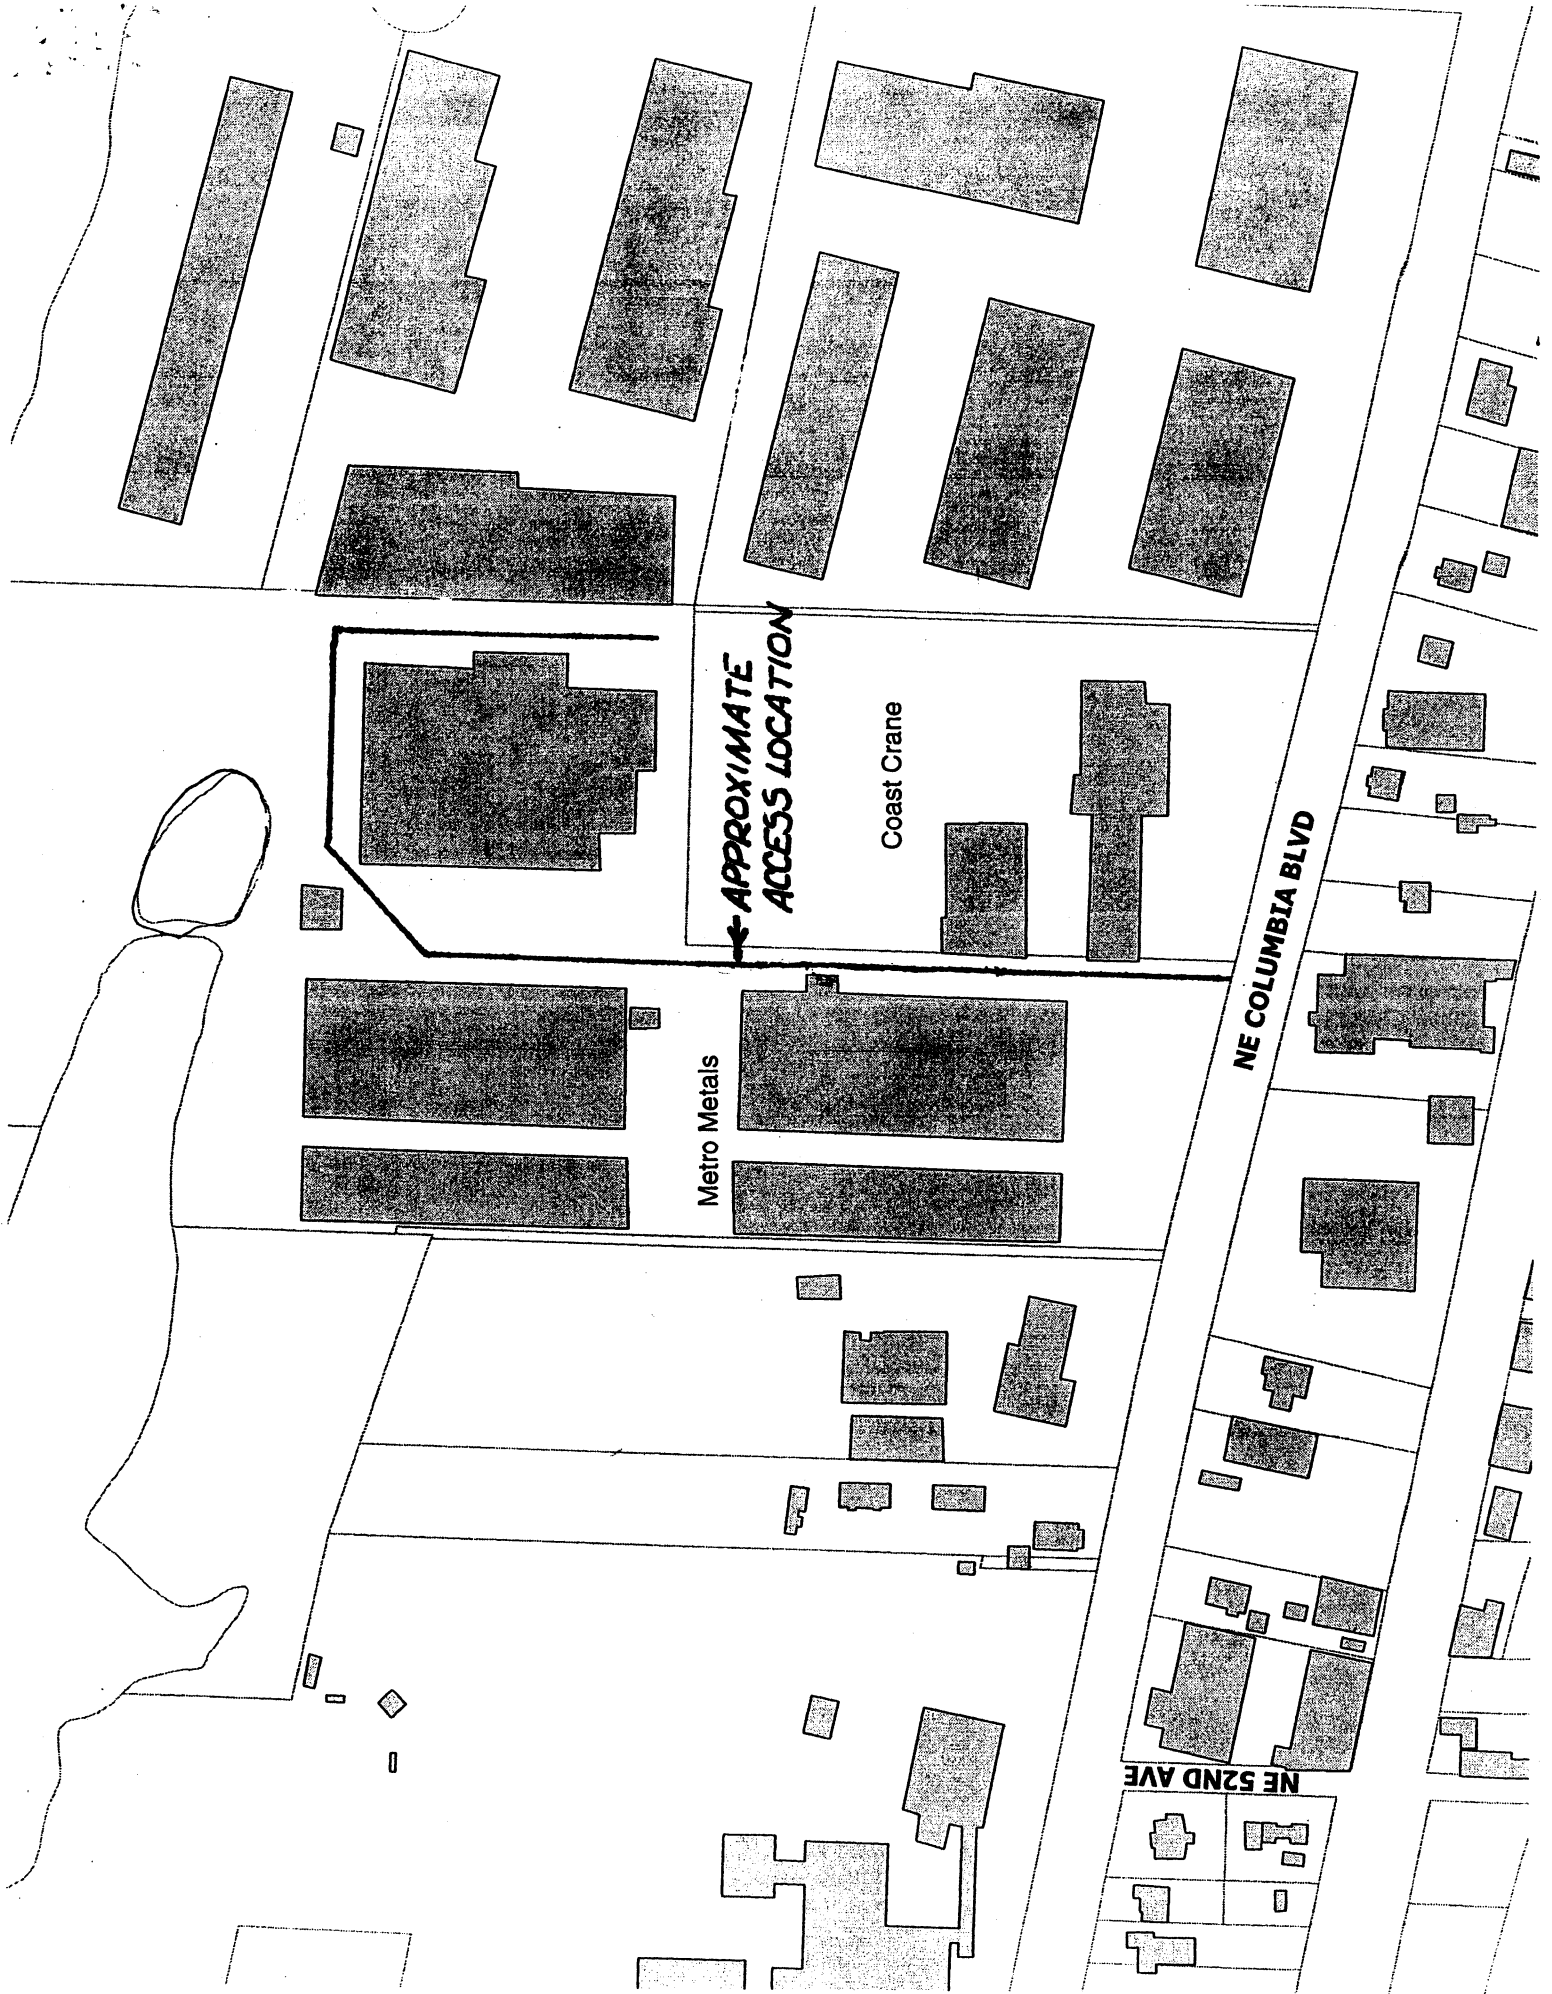 APPROXIMATE
ACCESS LOCATION
Coast Crane
Metro Metals
NE COLUMBIA BLVD
NE 52ND AVE